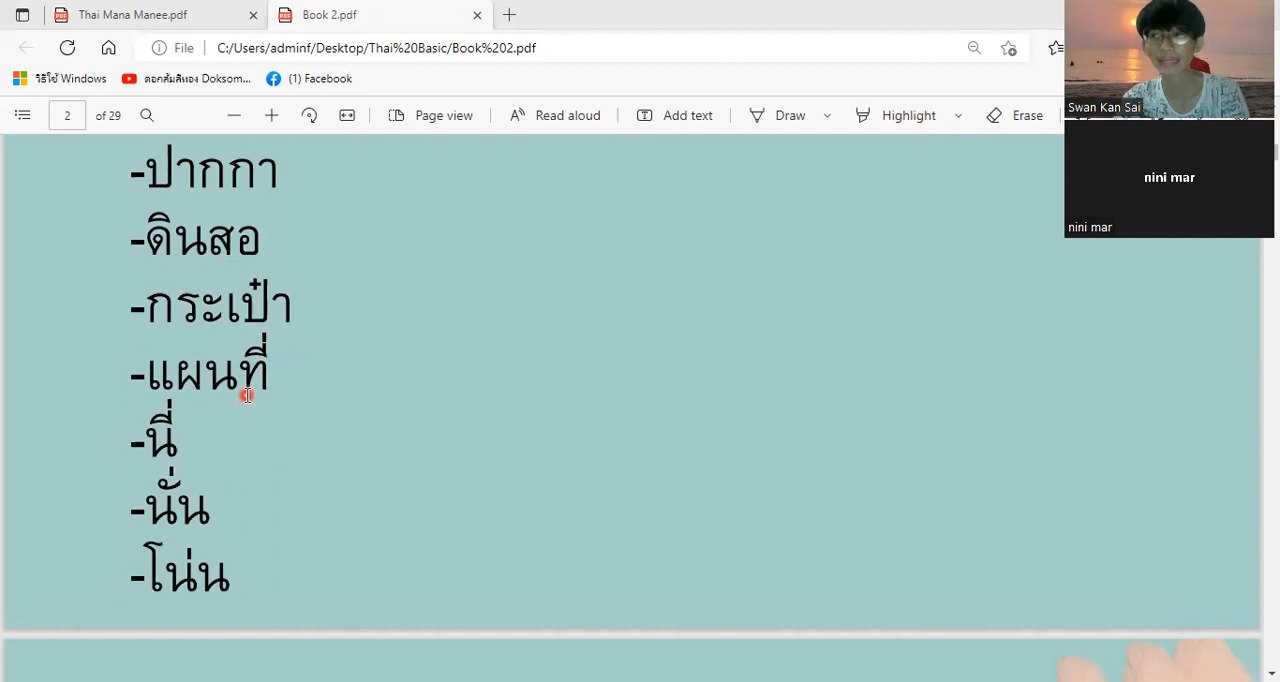 Thai Mana Manee.pdf
Book 2.pdf
File
C:/Users/adminf/Desktop/Thai%20Basic/Book%202.pdf
วิธีใช้ Windows
ดอกส้มสีทอง Doksom...
(1) Facebook
2 of 29
Page view
Read aloud
Add text
Draw
Highlight
Erase
Swan Kan Sai
nini mar
nini mar
-ปากกา
-ดินสอ
-กระเป๋า
-แผนที่
-นี่
-นั่น
-โน่น